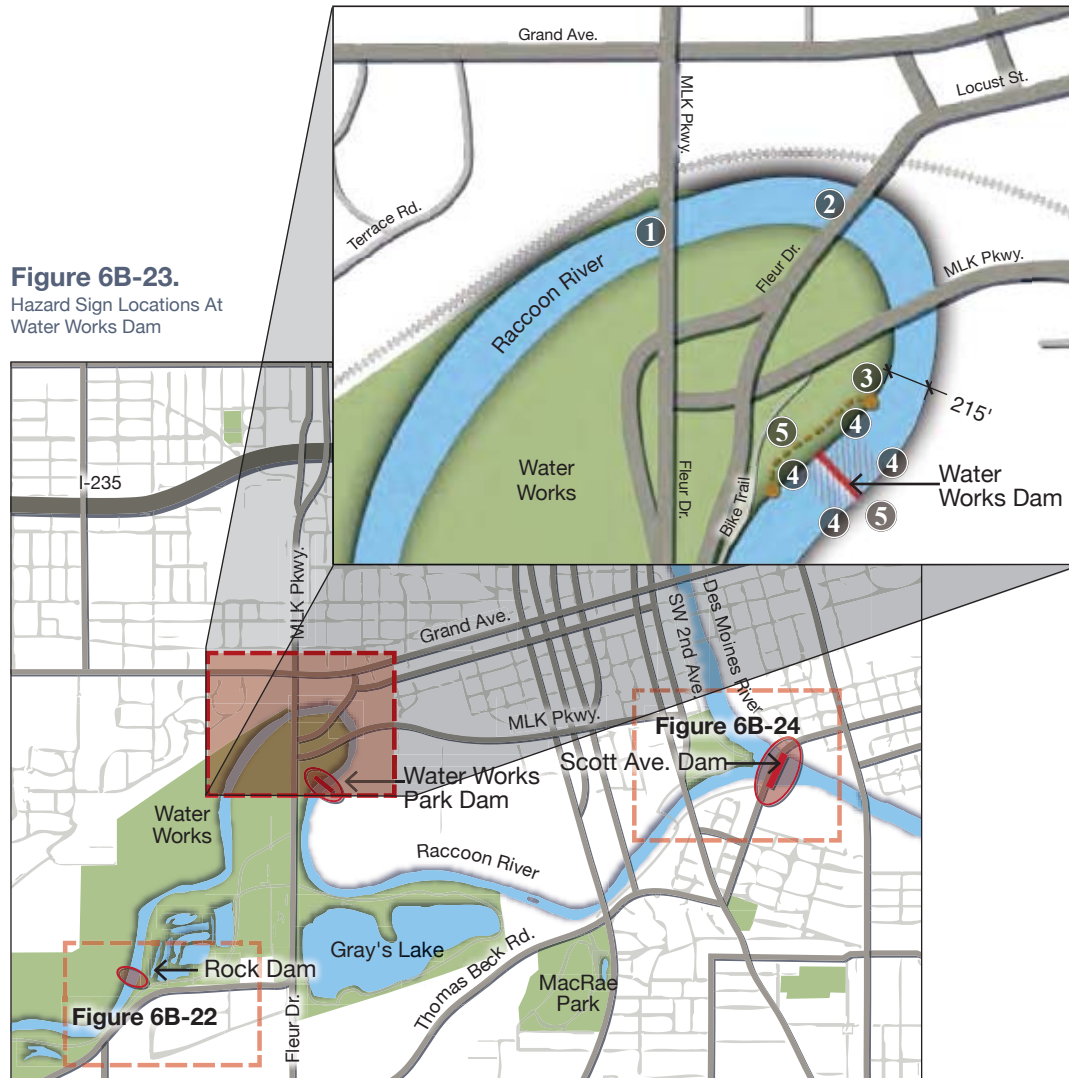 Grand Ave.
MLK Pkwy.
Locust St.
Terrace Rd.
1
2
Figure 6B-23.
Hazard Sign Locations At
Water Works Dam
Raccoon River
Fleur Dr.
MLK Pkwy.
3
215'
5
4
4
4
Water
Works
Fleur Dr.
Bike Trail
Water
Works Dam
4
5
I-235
MLK Pkwy.
Grand Ave.
SW 2nd Ave.
Des Moines River
MLK Pkwy.
Figure 6B-24
Scott Ave. Dam
Water Works
Park Dam
Water
Works
Raccoon River
Gray's Lake
Rock Dam
Thomas Beck Rd.
MacRae
Park
Figure 6B-22
Fleur Dr.